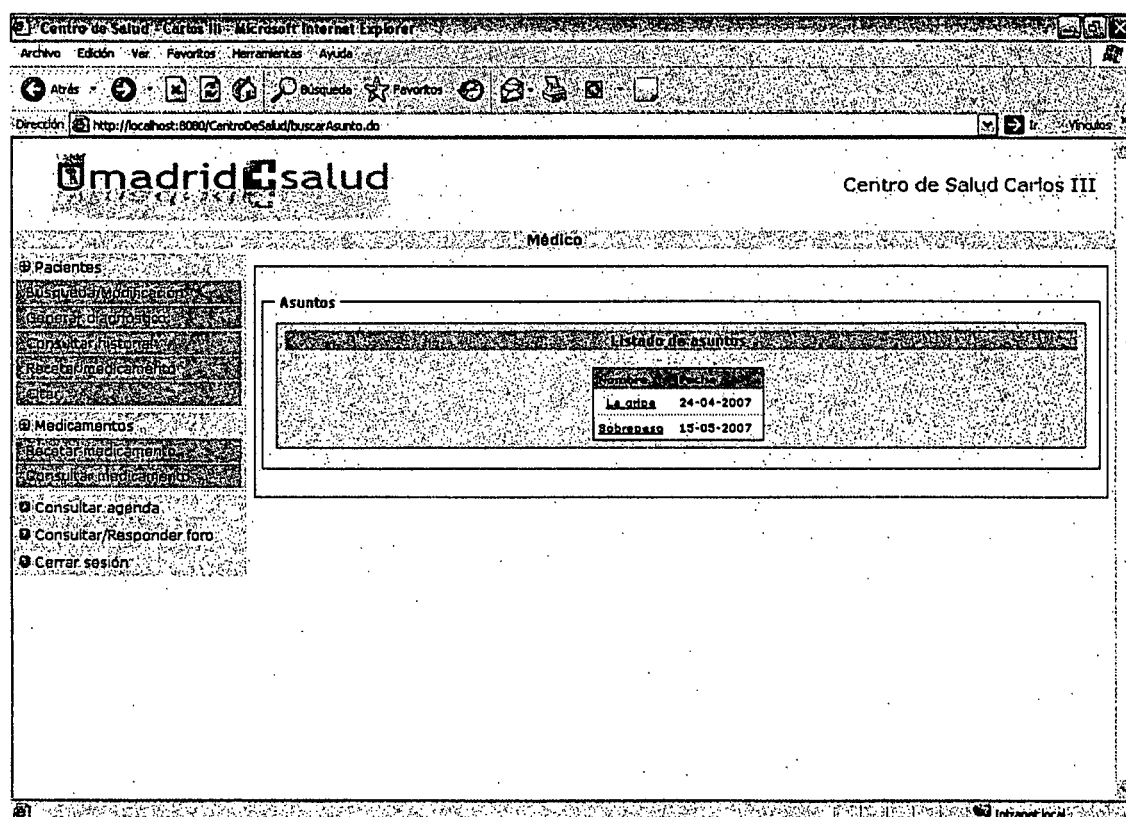 Centro de Salud - Carlos III - Microsoft Internet Explorer
Archivo Edición Ver Favoritos Herramientas Ayuda
Atrás Búsqueda Favoritos
Dirección http://localhost:8080/CentroDeSalud/buscarAsunto.do Ir Vínculos
madrid salud
Centro de Salud Carlos III
Médico
Pacientes
Búsqueda/Modificación
Generar diagnóstico
Consultar historial
Recetar medicamento
Citar
Medicamentos
Recetar medicamento
Consultar medicamento
Consultar agenda
Consultar/Responder foro
Cerrar sesión
Asuntos
Listado de asuntos
Nombre Fecha
La gripe 24-04-2007
Sobrepeso 15-05-2007
Intranet local